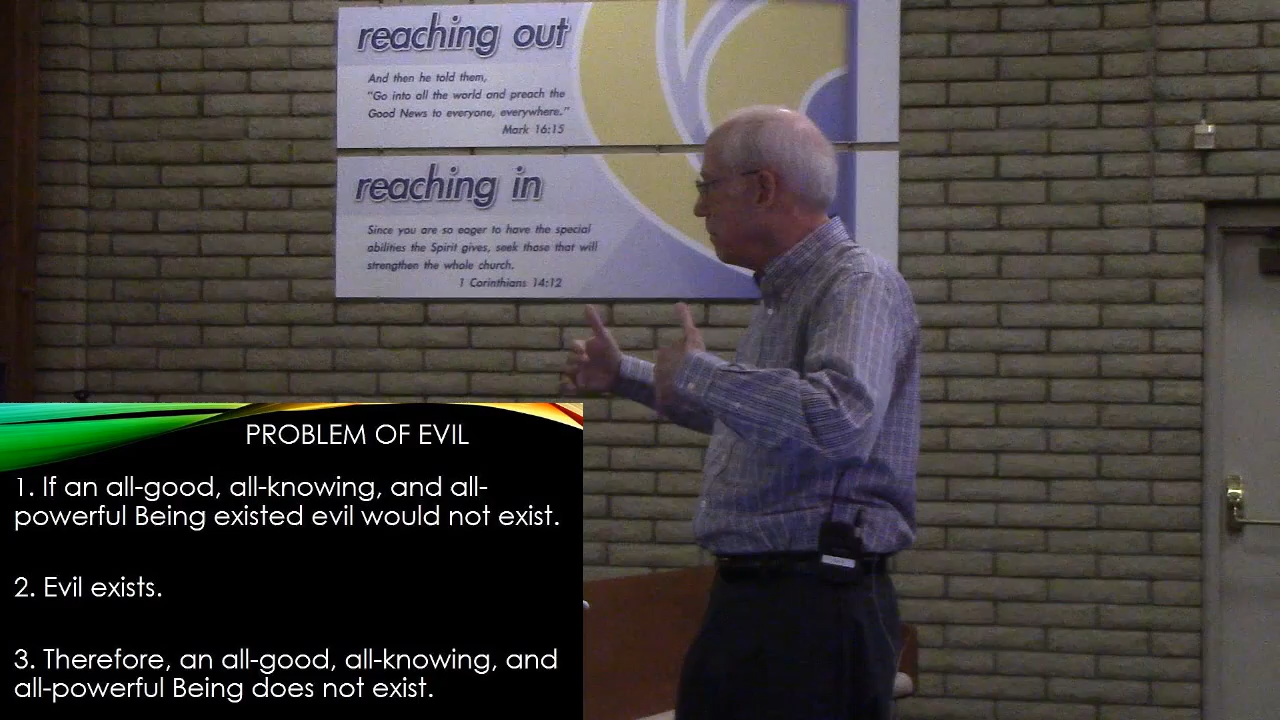 reaching out
And then he told them,
"Go into all the world and preach the
Good News to everyone, everywhere."
Mark 16:15
reaching in
Since you are so eager to have the special
abilities the Spirit gives, seek those that will
strengthen the whole church.
1 Corinthians 14:12
PROBLEM OF EVIL
1. If an all-good, all-knowing, and all-
powerful Being existed evil would not exist.
2. Evil exists.
3. Therefore, an all-good, all-knowing, and
all-powerful Being does not exist.